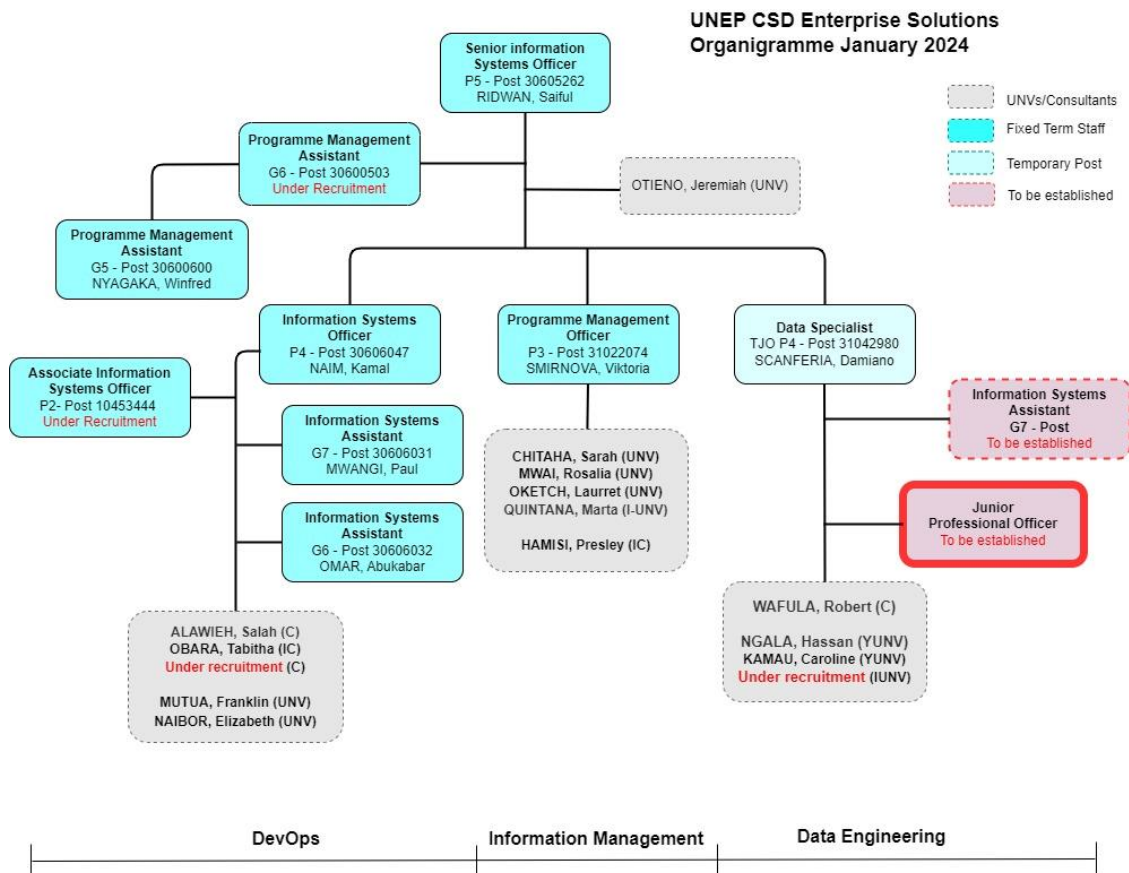 UNEP CSD Enterprise Solutions
Organigramme January 2024
Senior information
Systems Officer
P5 - Post 30605262
RIDWAN, Saiful
UNVs/Consultants
Fixed Term Staff
Temporary Post
To be established
Programme Management
Assistant
G6 - Post 30600503
Under Recruitment
OTIENO, Jeremiah (UNV)
Programme Management
Assistant
G5 - Post 30600600
NYAGAKA, Winfred
Information Systems
Officer
P4 - Post 30606047
NAIM, Kamal
Programme Management
Officer
P3 - Post 31022074
SMIRNOVA, Viktoria
Data Specialist
TJO P4 - Post 31042980
SCANFERIA, Damiano
Associate Information
Systems Officer
P2- Post 10453444
Under Recruitment
Information Systems
Assistant
G7 - Post 30606031
MWANGI, Paul
Information Systems
Assistant
G6 - Post 30606032
OMAR, Abukabar
CHITAHA, Sarah (UNV)
MWAI, Rosalia (UNV)
OKETCH, Laurret (UNV)
QUINTANA, Marta (I-UNV)
HAMISI, Presley (IC)
Information Systems
Assistant
G7 - Post
To be established
Junior
Professional Officer
To be established
ALAWIEH, Salah (C)
OBARA, Tabitha (IC)
Under recruitment (C)
MUTUA, Franklin (UNV)
NAIBOR, Elizabeth (UNV)
WAFULA, Robert (C)
NGALA, Hassan (YUNV)
KAMAU, Caroline (YUNV)
Under recruitment (IUNV)
DevOps
Information Management
Data Engineering